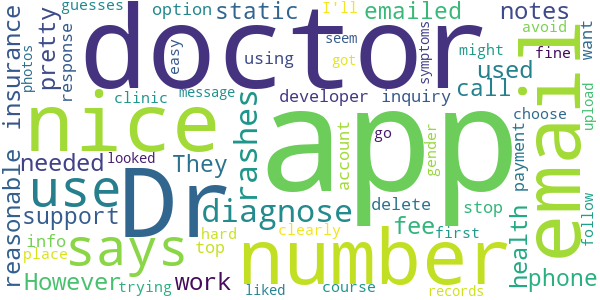 guesses
option
static
I'll
emailed
avoid
notes
insurance
pretty
photos
response
easy
doctor
seem
using
got
symptoms
might
fine
used
call
want
email
nice
clinic
message
rashes
developer
inquiry
app
go
choose
upload
needed
looked
They
account
gender
reasonable
use
Dr
diagnose
delete
first
stop
payment
health
follow
support
fee
info
place
says
However
trying
hard
top
work
clearly
number
liked
course
records
phone